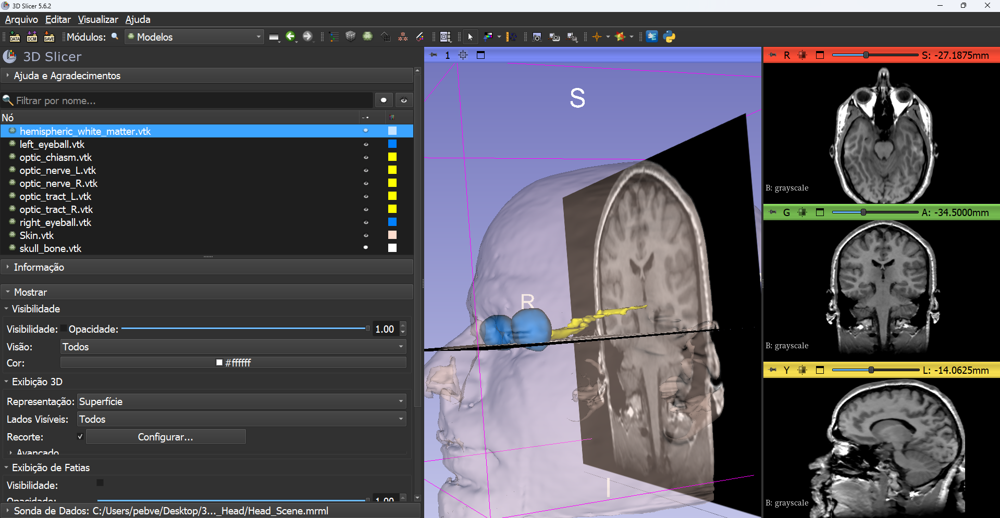 3D Slicer 5.6.2
Arquivo Editar Visualizar Ajuda
DATA DCM SAVE Módulos: Modelos
3D Slicer
Ajuda e Agradecimentos
Filtrar por nome...
Nó
hemispheric_white_matter.vtk
left_eyeball.vtk
optic_chiasm.vtk
optic_nerve_L.vtk
optic_nerve_R.vtk
optic_tract_L.vtk
optic_tract_R.vtk
right_eyeball.vtk
Skin.vtk
skull_bone.vtk
Informação
Mostrar
Visibilidade
Visibilidade: Opacidade: 1.00
Visão: Todos
Cor: #ffffff
Exibição 3D
Representação: Superfície
Lados Visíveis: Todos
Recorte: Configurar...
Avançado
Exibição de Fatias
Visibilidade:
Opacidade: 1.00
Sonda de Dados: C:/Users/pebve/Desktop/3..._Head/Head_Scene.mrml
1
S
R
I
R S: -27.1875mm
B: grayscale
G A: -34.5000mm
B: grayscale
Y L: -14.0625mm
B: grayscale